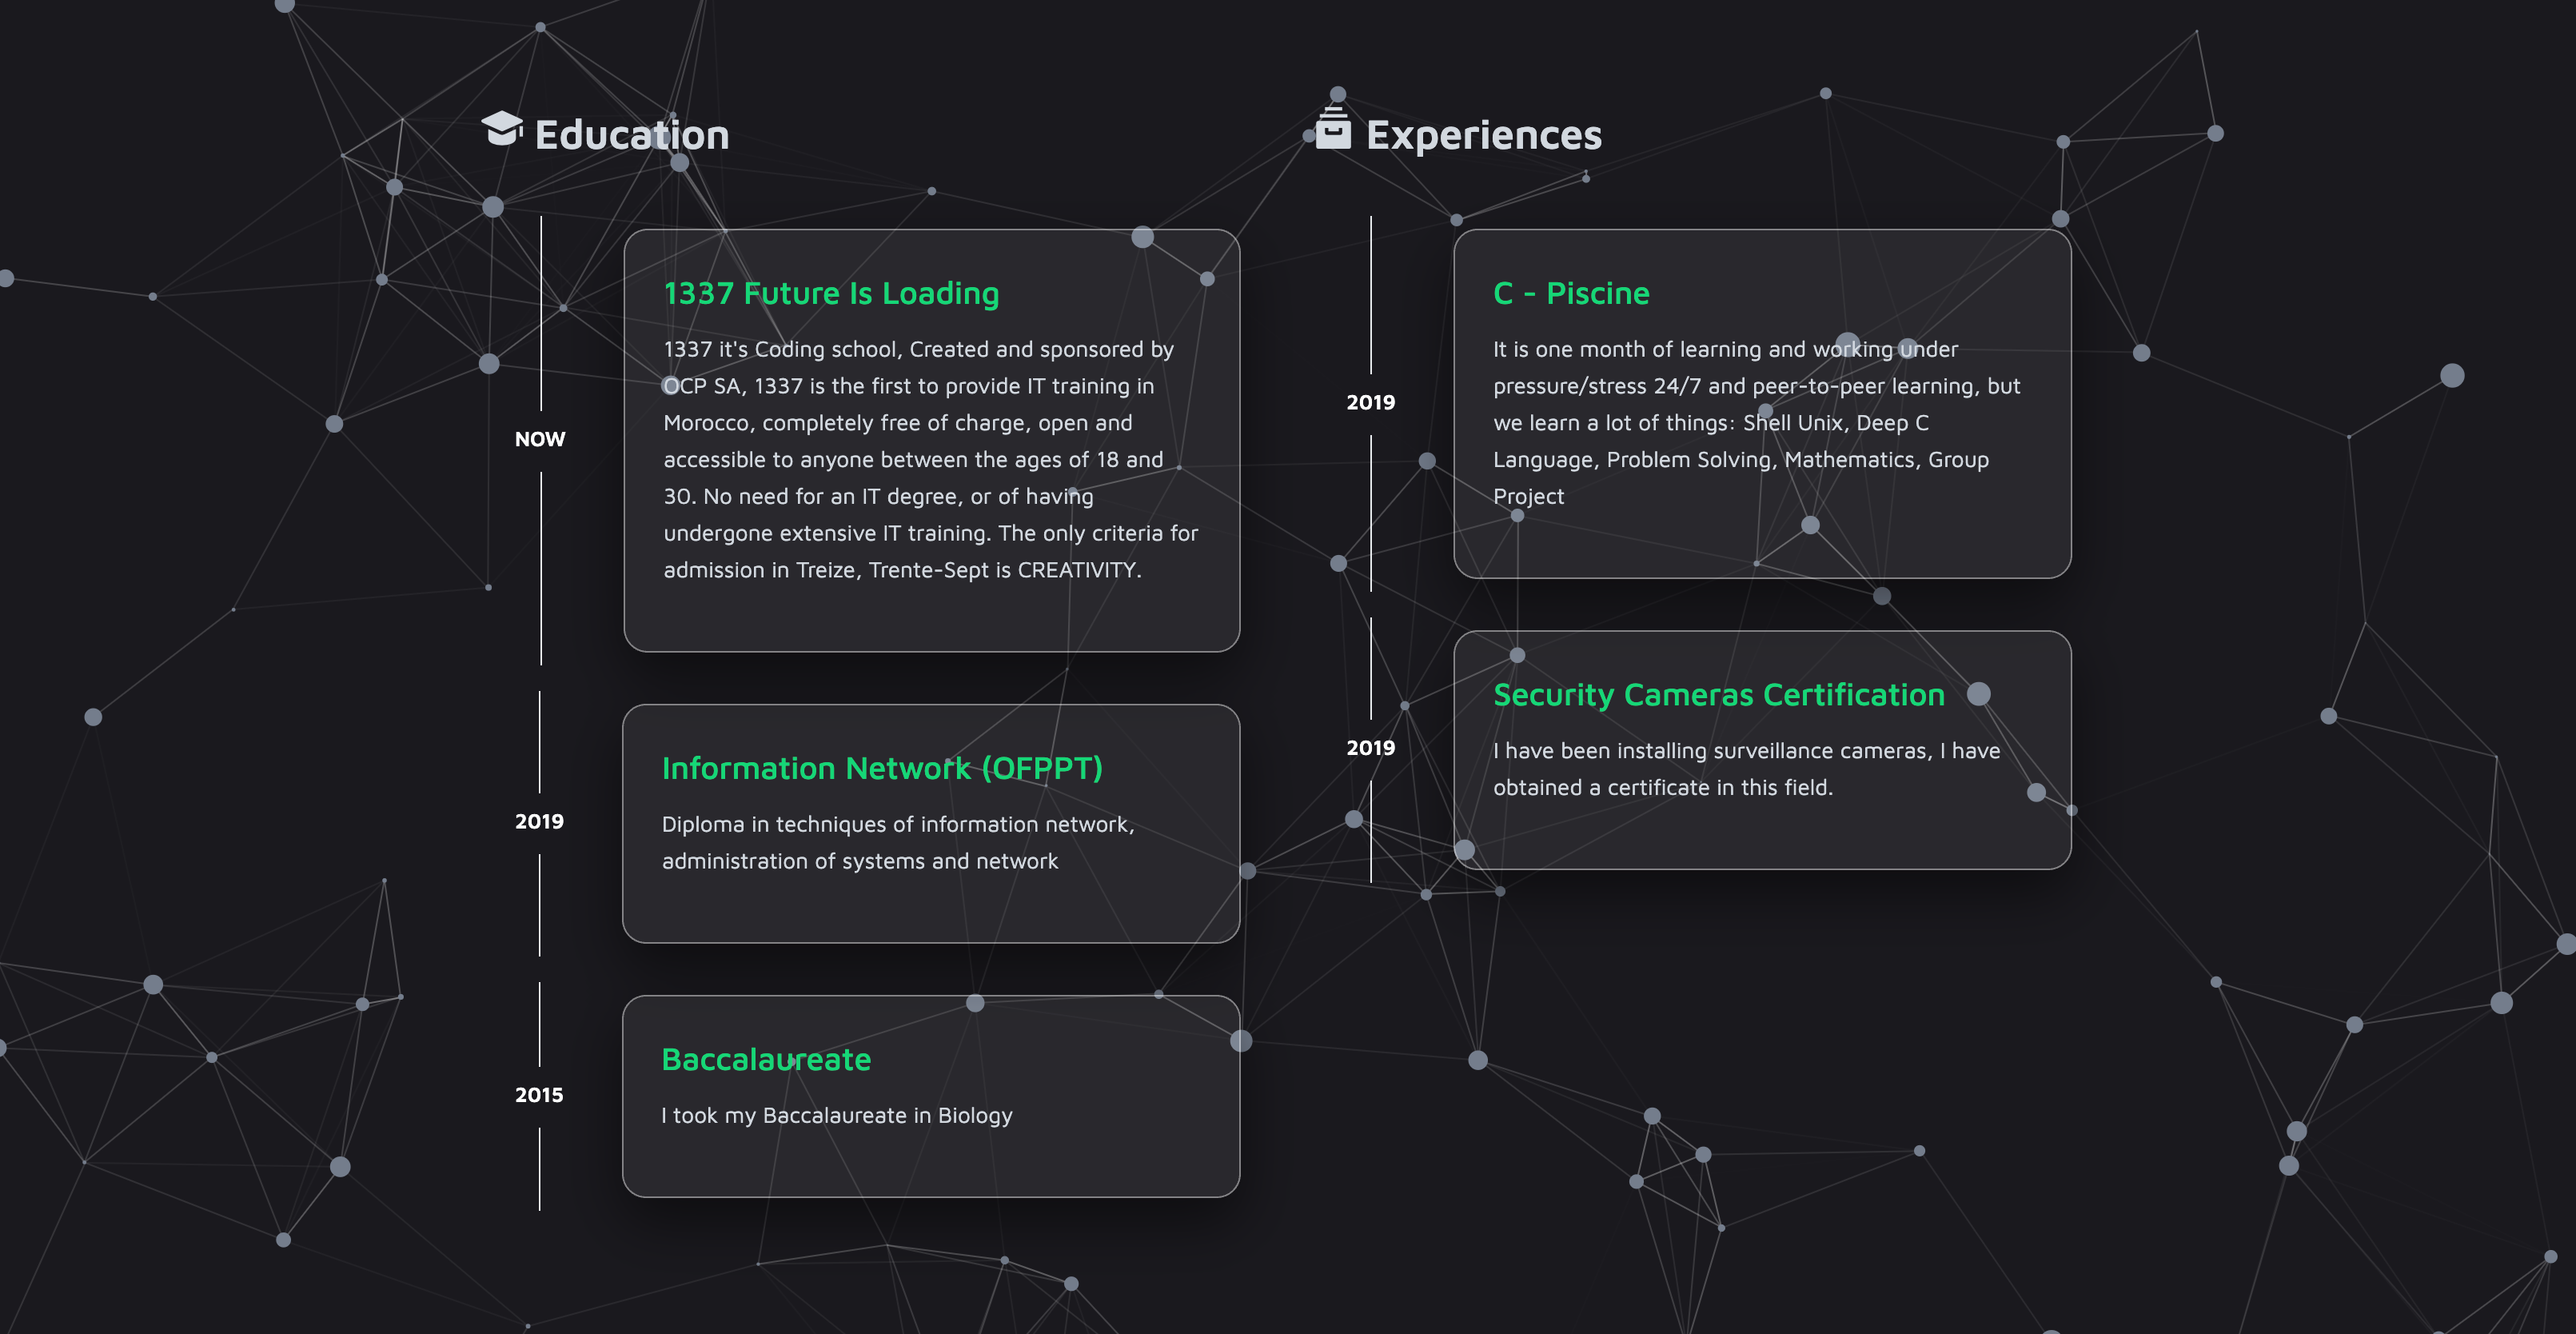 Education
NOW
1337 Future Is Loading
1337 it's Coding school, Created and sponsored by
OCP SA, 1337 is the first to provide IT training in
Morocco, completely free of charge, open and
accessible to anyone between the ages of 18 and
30. No need for an IT degree, or of having
undergone extensive IT training. The only criteria for
admission in Treize, Trente-Sept is CREATIVITY.
2019
Information Network (OFPPT)
Diploma in techniques of information network,
administration of systems and network
2015
Baccalaureate
I took my Baccalaureate in Biology
Experiences
2019
C - Piscine
It is one month of learning and working under
pressure/stress 24/7 and peer-to-peer learning, but
we learn a lot of things: Shell Unix, Deep C
Language, Problem Solving, Mathematics, Group
Project
2019
Security Cameras Certification
I have been installing surveillance cameras, I have
obtained a certificate in this field.